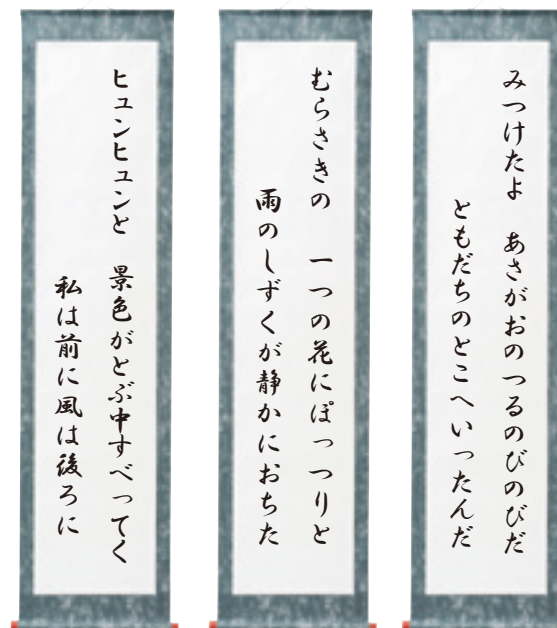 みつけたよ　あさがおのつるのびのびだ
ともだちのとこへいったんだ
むらさきの　一つの花にぽっつりと
雨のしずくが静かにおちた
ヒュンヒュンと　景色がとぶ中すべってく
私は前に風は後ろに